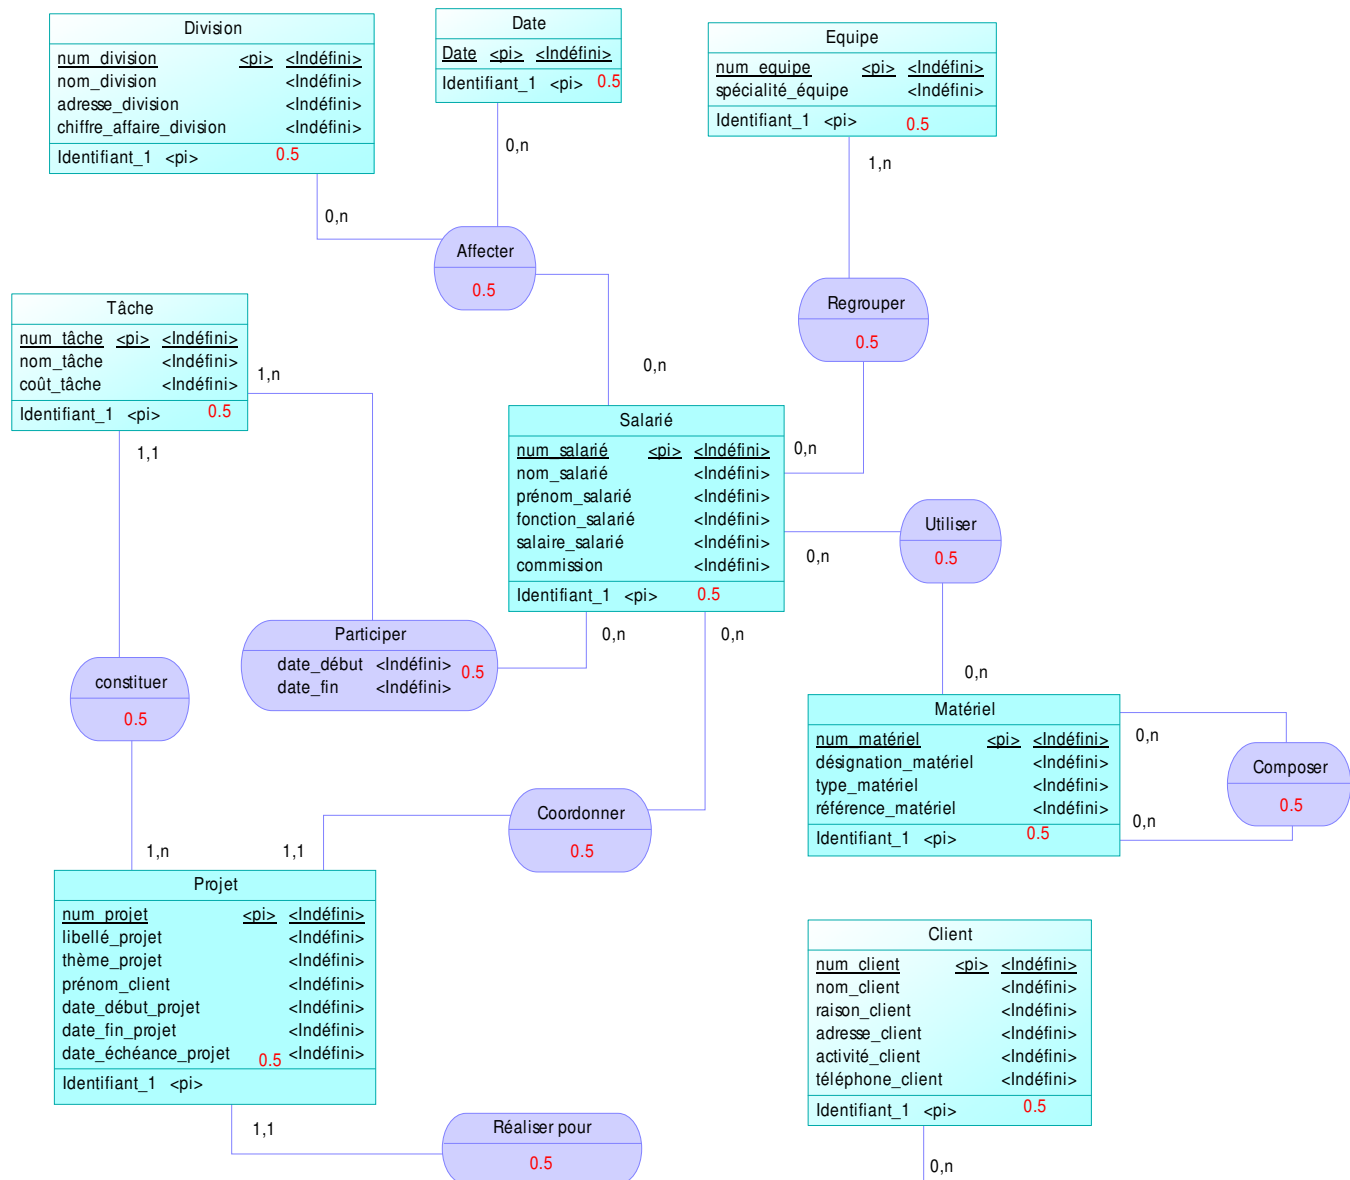 Division
num_division <pi> <Indéfini>
nom_division <Indéfini>
adresse_division <Indéfini>
chiffre_affaire_division <Indéfini>
Identifiant_1 <pi> 0.5
Date
Date <pi> <Indéfini>
Identifiant_1 <pi> 0.5
Equipe
num_equipe <pi> <Indéfini>
spécialité_équipe <Indéfini>
Identifiant_1 <pi> 0.5
0,n
0,n
1,n
Affecter
0.5
Regrouper
0.5
Tâche
num_tâche <pi> <Indéfini>
nom_tâche <Indéfini>
coût_tâche <Indéfini>
Identifiant_1 <pi> 0.5
1,n
1,1
0,n
Salarié
num_salarié <pi> <Indéfini>
nom_salarié <Indéfini>
prénom_salarié <Indéfini>
fonction_salarié <Indéfini>
salaire_salarié <Indéfini>
commission <Indéfini>
Identifiant_1 <pi> 0.5
0,n
0,n
Utiliser
0.5
0,n
0,n
0,n
Participer
date_début <Indéfini>
date_fin <Indéfini>
0.5
constituer
0.5
Matériel
num_matériel <pi> <Indéfini>
désignation_matériel <Indéfini>
type_matériel <Indéfini>
référence_matériel <Indéfini>
Identifiant_1 <pi> 0.5
0,n
0,n
Composer
0.5
Coordonner
0.5
1,n
1,1
Projet
num_projet <pi> <Indéfini>
libellé_projet <Indéfini>
thème_projet <Indéfini>
prénom_client <Indéfini>
date_début_projet <Indéfini>
date_fin_projet <Indéfini>
date_échéance_projet 0.5 <Indéfini>
Identifiant_1 <pi>
Client
num_client <pi> <Indéfini>
nom_client <Indéfini>
raison_client <Indéfini>
adresse_client <Indéfini>
activité_client <Indéfini>
téléphone_client <Indéfini>
Identifiant_1 <pi> 0.5
1,1
Réaliser pour
0.5
0,n